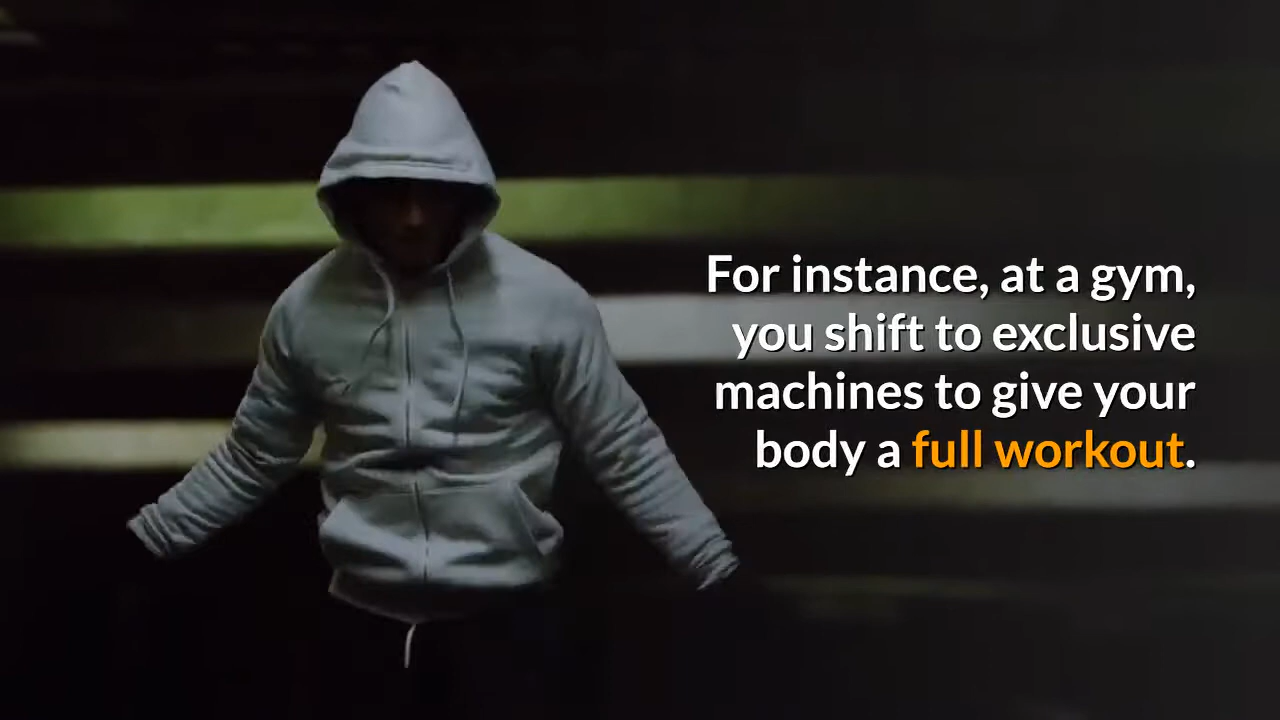 For instance, at a gym,
you shift to exclusive
machines to give your
body a full workout.